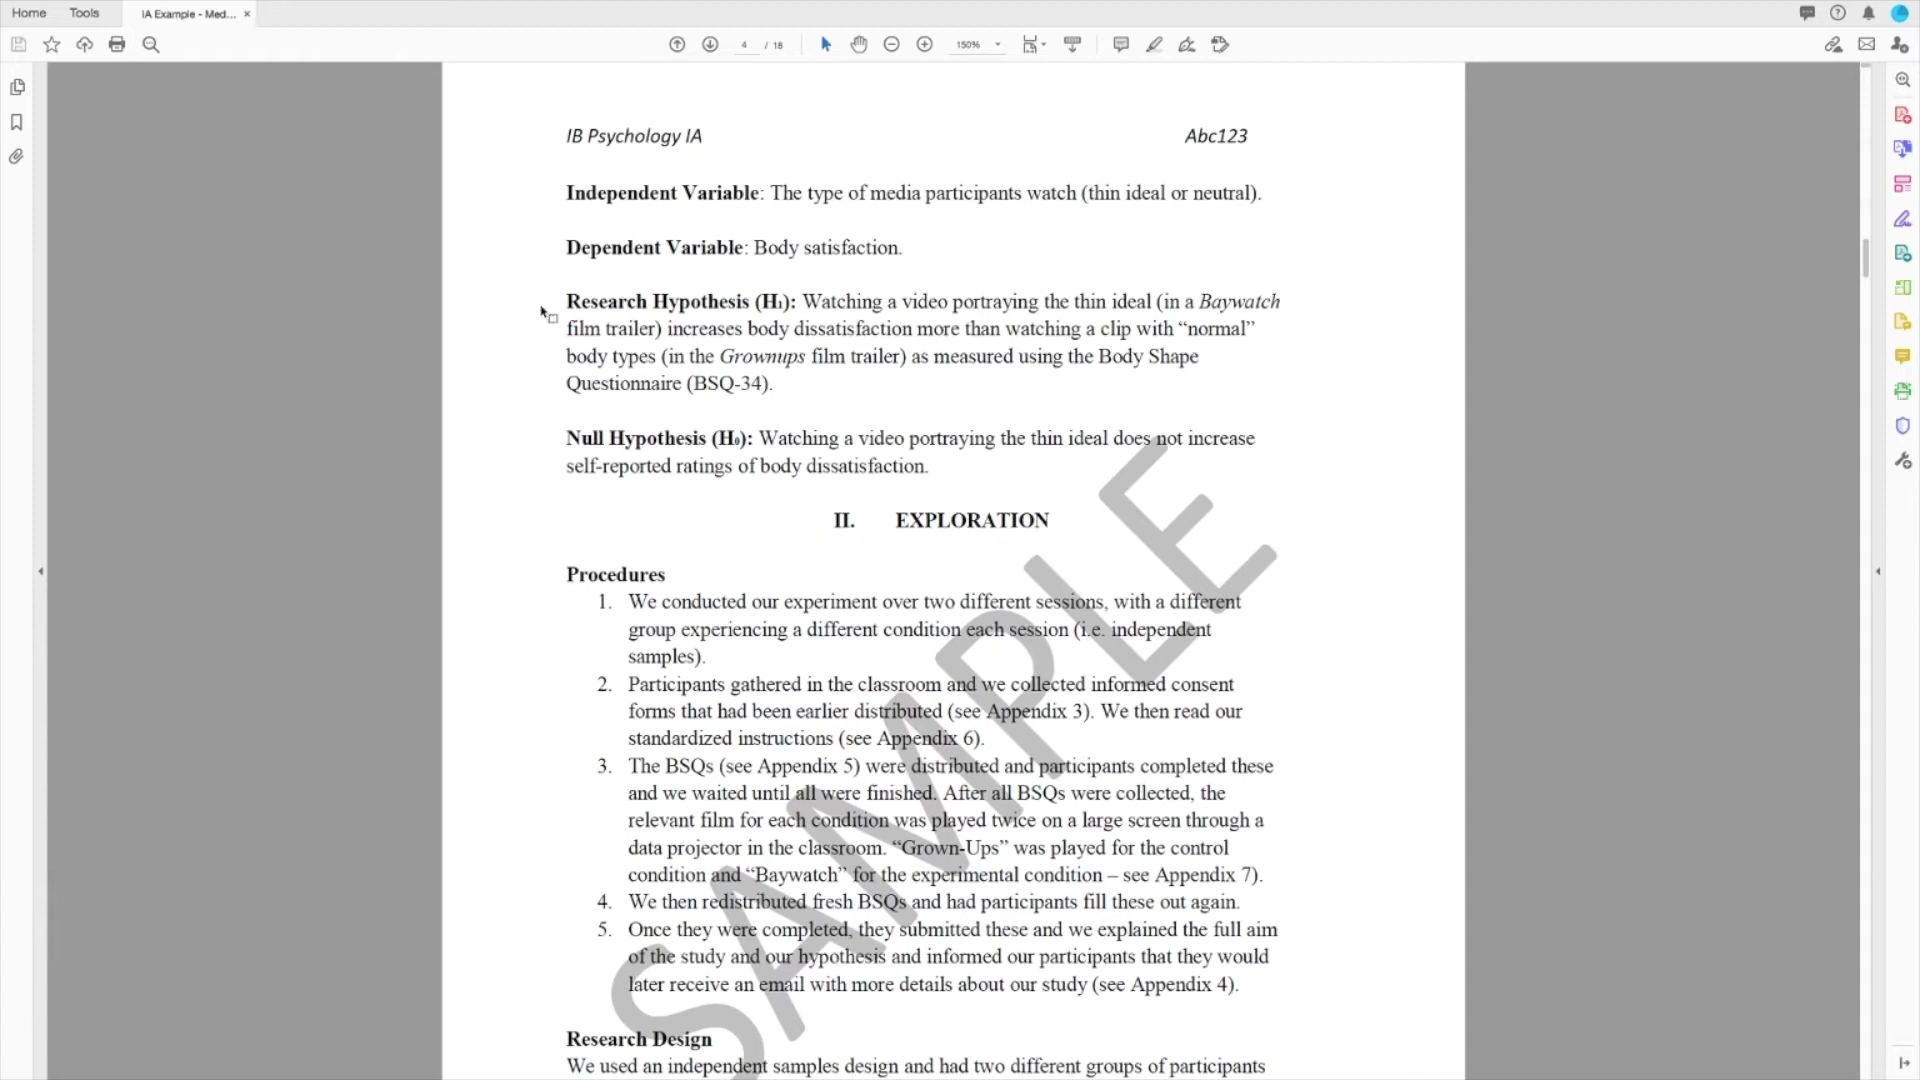 Home Tools IA Example - Med... ×
4 / 18 150%
IB Psychology IA Abc123
Independent Variable: The type of media participants watch (thin ideal or neutral).
Dependent Variable: Body satisfaction.
Research Hypothesis (H₁): Watching a video portraying the thin ideal (in a Baywatch
film trailer) increases body dissatisfaction more than watching a clip with “normal”
body types (in the Grownups film trailer) as measured using the Body Shape
Questionnaire (BSQ-34).
Null Hypothesis (H₀): Watching a video portraying the thin ideal does not increase
self-reported ratings of body dissatisfaction.
II. EXPLORATION
Procedures
1. We conducted our experiment over two different sessions, with a different
group experiencing a different condition each session (i.e. independent
samples).
2. Participants gathered in the classroom and we collected informed consent
forms that had been earlier distributed (see Appendix 3). We then read our
standardized instructions (see Appendix 6).
3. The BSQs (see Appendix 5) were distributed and participants completed these
and we waited until all were finished. After all BSQs were collected, the
relevant film for each condition was played twice on a large screen through a
data projector in the classroom. “Grown-Ups” was played for the control
condition and “Baywatch” for the experimental condition – see Appendix 7).
4. We then redistributed fresh BSQs and had participants fill these out again.
5. Once they were completed, they submitted these and we explained the full aim
of the study and our hypothesis and informed our participants that they would
later receive an email with more details about our study (see Appendix 4).
Research Design
We used an independent samples design and had two different groups of participants
SAMPLE